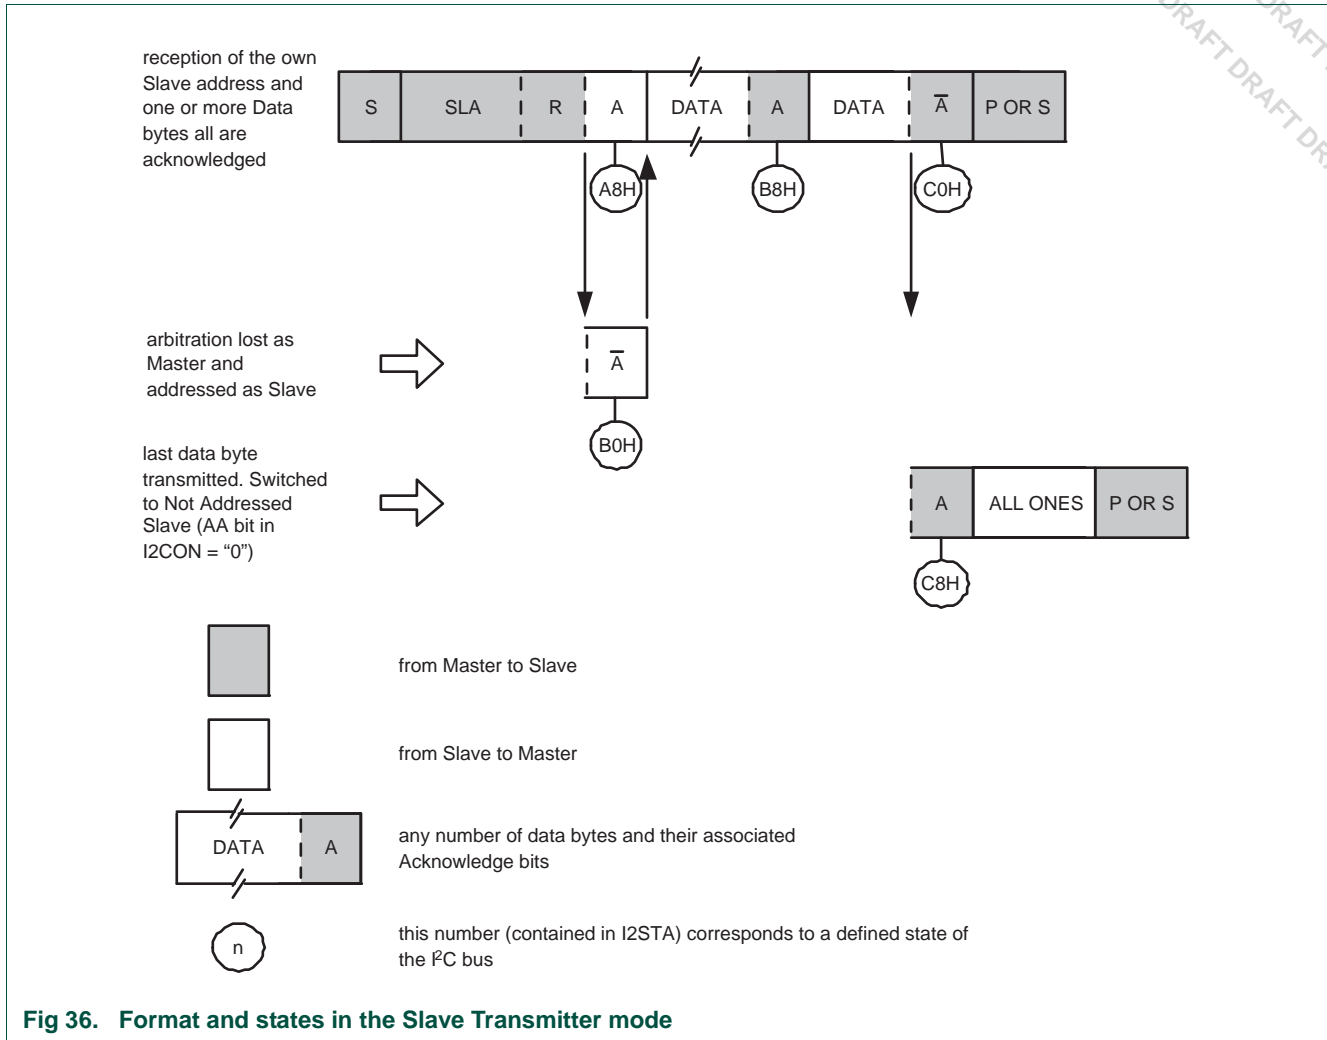 DRAFT DRAFT DRAFT DR
DRAFT
reception of the own
Slave address and
one or more Data
bytes all are
acknowledged
S SLA R A DATA A DATA A̅ P OR S
A8H B8H C0H
arbitration lost as
Master and
addressed as Slave
A̅
B0H
last data byte
transmitted. Switched
to Not Addressed
Slave (AA bit in
I2CON = “0”)
A ALL ONES P OR S
C8H
from Master to Slave
from Slave to Master
DATA A
any number of data bytes and their associated
Acknowledge bits
n
this number (contained in I2STA) corresponds to a defined state of
the I²C bus
Fig 36. Format and states in the Slave Transmitter mode